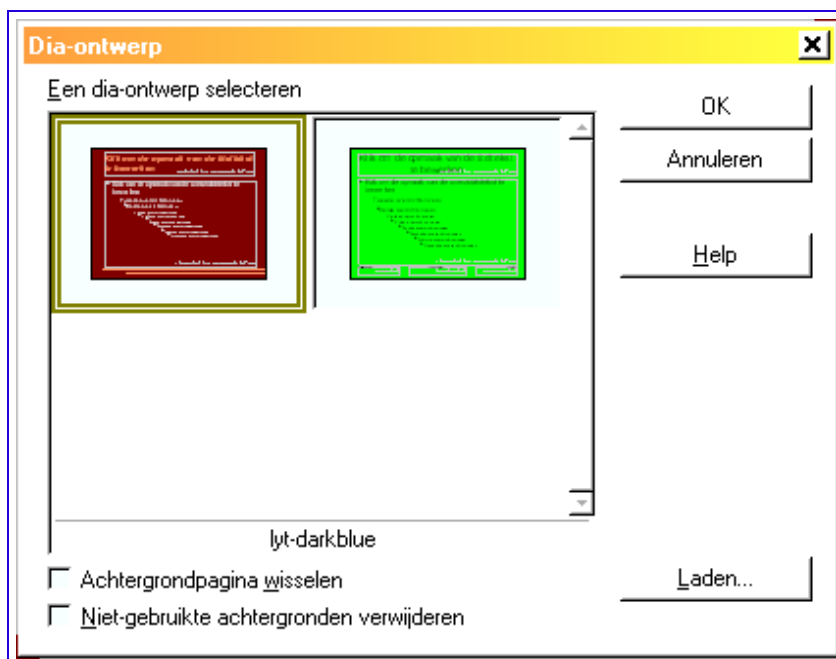 Dia-ontwerp
Een dia-ontwerp selecteren
OK
Annuleren
Help
lyt-darkblue
Achtergrondpagina wisselen
Niet-gebruikte achtergronden verwijderen
Laden...